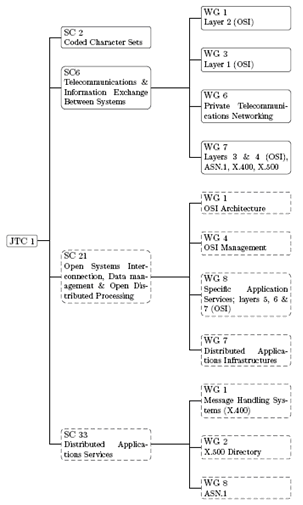 JTC 1
SC 2
Coded Character Sets
SC6
Telecommunications &
Information Exchange
Between Systems
WG 1
Layer 2 (OSI)
WG 3
Layer 1 (OSI)
WG 6
Private Telecommuni-
cations Networking
WG 7
Layers 3 & 4 (OSI),
ASN.1, X.400, X.500
SC 21
Open Systems Inter-
connection, Data man-
agement & Open Dis-
tributed Processing
WG 1
OSI Architecture
WG 4
OSI Management
WG 8
Specific Application
Services; layers 5, 6 &
7 (OSI)
WG 7
Distributed Applica-
tions Infrastructures
SC 33
Distributed Applica-
tions Services
WG 1
Message Handling Sys-
tems (X.400)
WG 2
X.500 Directory
WG 8
ASN.1